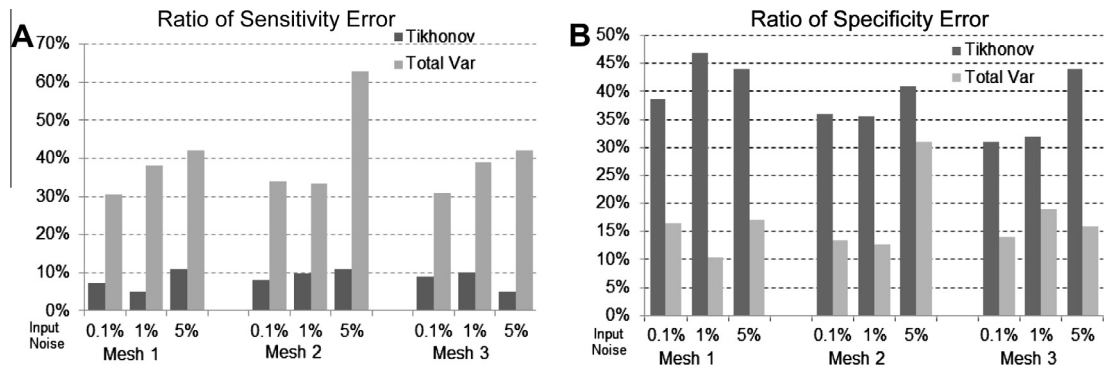 A
Ratio of Sensitivity Error
Tikhonov
Total Var
70%
60%
50%
40%
30%
20%
10%
0%
Input Noise
0.1% 1% 5%
0.1% 1% 5%
0.1% 1% 5%
Mesh 1
Mesh 2
Mesh 3
B
Ratio of Specificity Error
Tikhonov
Total Var
50%
45%
40%
35%
30%
25%
20%
15%
10%
5%
0%
Input Noise
0.1% 1% 5%
0.1% 1% 5%
0.1% 1% 5%
Mesh 1
Mesh 2
Mesh 3